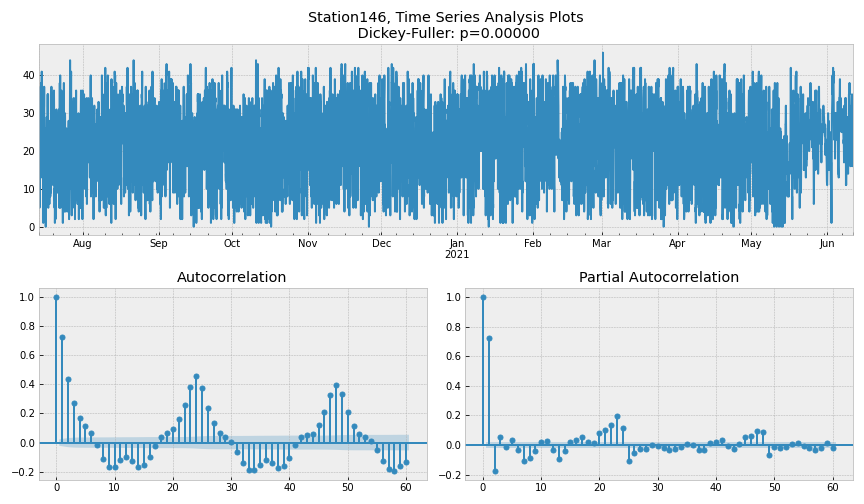 Station146, Time Series Analysis Plots
Dickey-Fuller: p=0.00000
40
30
20
10
0
Aug Sep Oct Nov Dec Jan Feb Mar Apr May Jun
2021
Autocorrelation Partial Autocorrelation
1.0 1.0
0.8 0.8
0.6 0.6
0.4 0.4
0.2 0.2
0.0 0.0
−0.2 −0.2
0 10 20 30 40 50 60 0 10 20 30 40 50 60